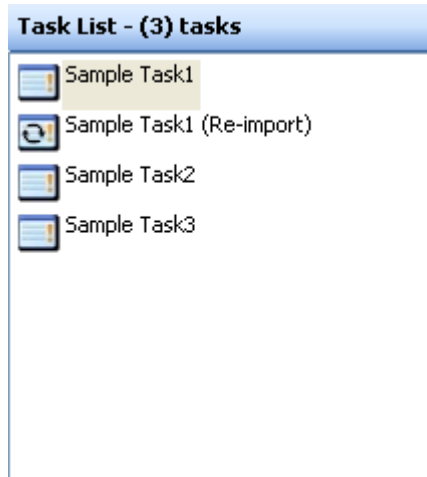 Task List - (3) tasks
Sample Task1
Sample Task1 (Re-import)
Sample Task2
Sample Task3